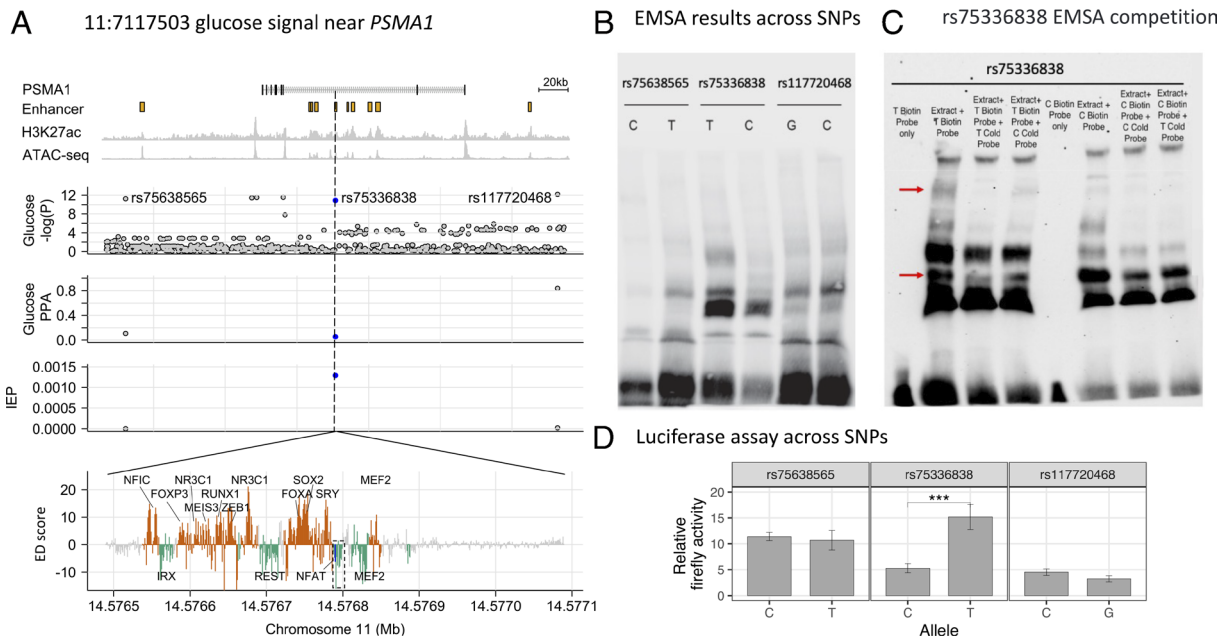 A
11:7117503 glucose signal near PSMA1
PSMA1
20kb
Enhancer
H3K27ac
ATAC-seq
Glucose
-log(P)
12
8
4
0
rs75638565
rs75336838
rs117720468
Glucose
PPA
0.8
0.4
0.0
IEP
0.0015
0.0010
0.0005
0.0000
ED score
20
10
0
-10
NFIC
NR3C1
NR3C1
SOX2
MEF2
FOXP3
RUNX1
FOXA
SRY
MEIS3
ZEB1
IRX
REST
NFAT
MEF2
14.5765
14.5766
14.5767
14.5768
14.5769
14.5770
14.5771
Chromosome 11 (Mb)
B
EMSA results across SNPs
rs75638565
rs75336838
rs117720468
C
T
T
C
G
C
C
rs75336838 EMSA competition
rs75336838
T Biotin
Probe
only
Extract +
T Biotin
Probe
Extract+
T Biotin
Probe +
T Cold
Probe
Extract+
T Biotin
Probe +
C Cold
Probe
C Biotin
Probe
only
Extract+
C Biotin
Probe
Extract+
C Biotin
Probe+
C Cold
Probe
Extract+
C Biotin
Probe+
T Cold
Probe
D
Luciferase assay across SNPs
rs75638565
rs75336838
rs117720468
Relative
firefly activity
20
15
10
5
0
***
C
T
C
T
C
G
Allele